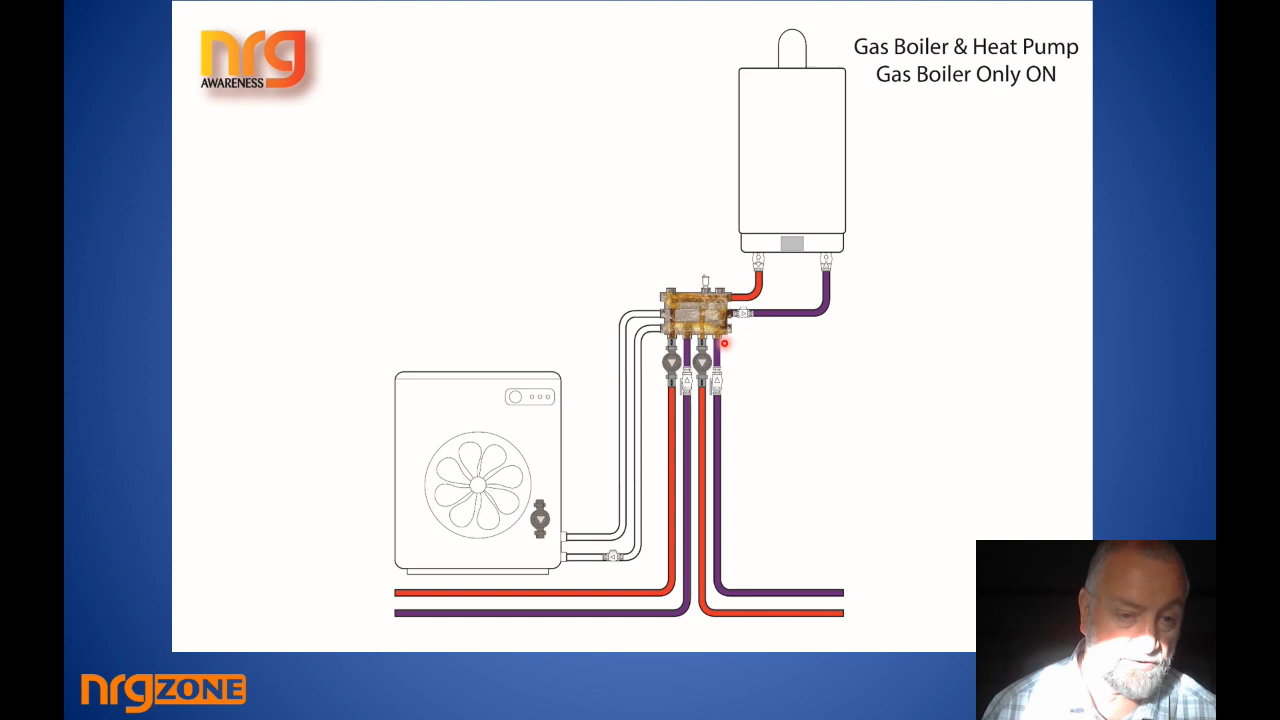 nrg
AWARENESS
Gas Boiler & Heat Pump
Gas Boiler Only ON
nrgZONE